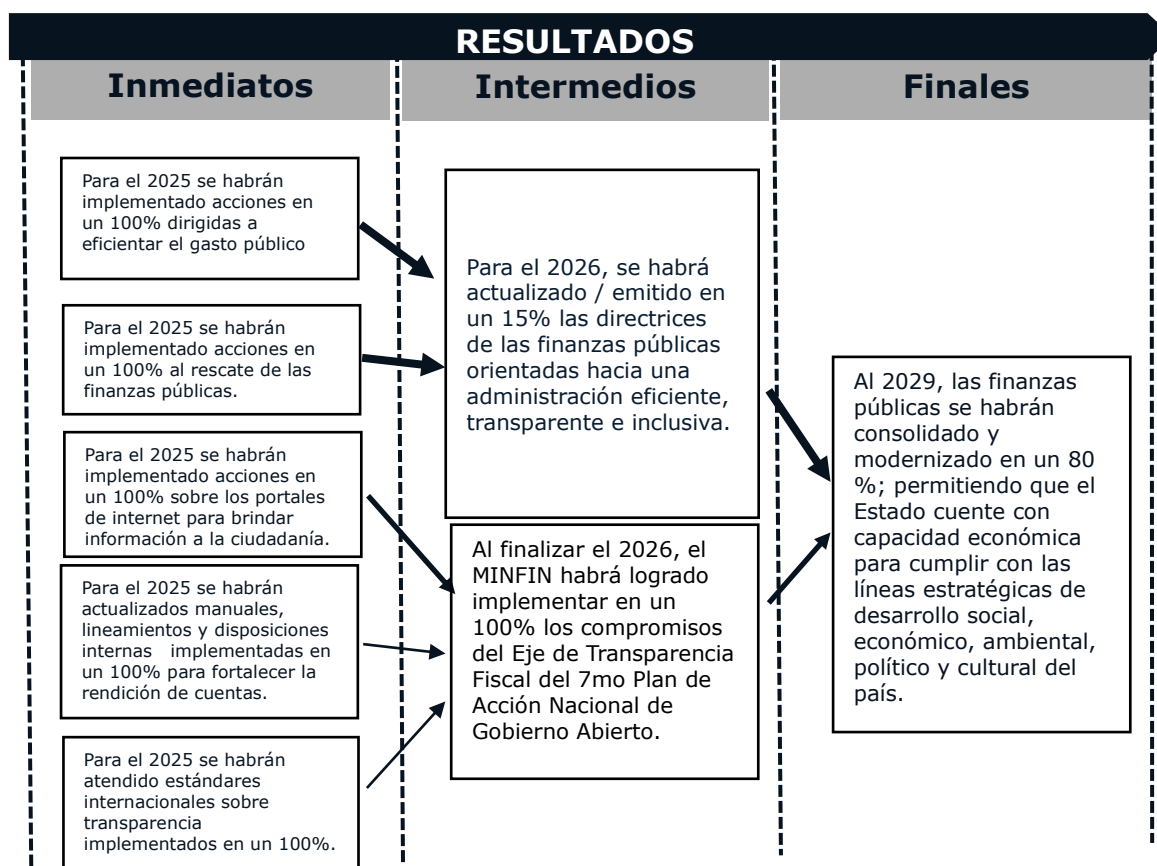 RESULTADOS
Inmediatos
Intermedios
Finales
Para el 2025 se habrán
implementado acciones en
un 100% dirigidas a
eficientar el gasto público
Para el 2025 se habrán
implementado acciones en
un 100% al rescate de las
finanzas públicas.
Para el 2025 se habrán
implementado acciones en
un 100% sobre los portales
de internet para brindar
información a la ciudadanía.
Para el 2025 se habrán
actualizados manuales,
lineamientos y disposiciones
internas implementadas en
un 100% para fortalecer la
rendición de cuentas.
Para el 2025 se habrán
atendido estándares
internacionales sobre
transparencia
implementados en un 100%.
Para el 2026, se habrá
actualizado / emitido en
un 15% las directrices
de las finanzas públicas
orientadas hacia una
administración eficiente,
transparente e inclusiva.
Al finalizar el 2026, el
MINFIN habrá logrado
implementar en un
100% los compromisos
del Eje de Transparencia
Fiscal del 7mo Plan de
Acción Nacional de
Gobierno Abierto.
Al 2029, las finanzas
públicas se habrán
consolidado y
modernizado en un 80
%; permitiendo que el
Estado cuente con
capacidad económica
para cumplir con las
líneas estratégicas de
desarrollo social,
económico, ambiental,
político y cultural del
país.